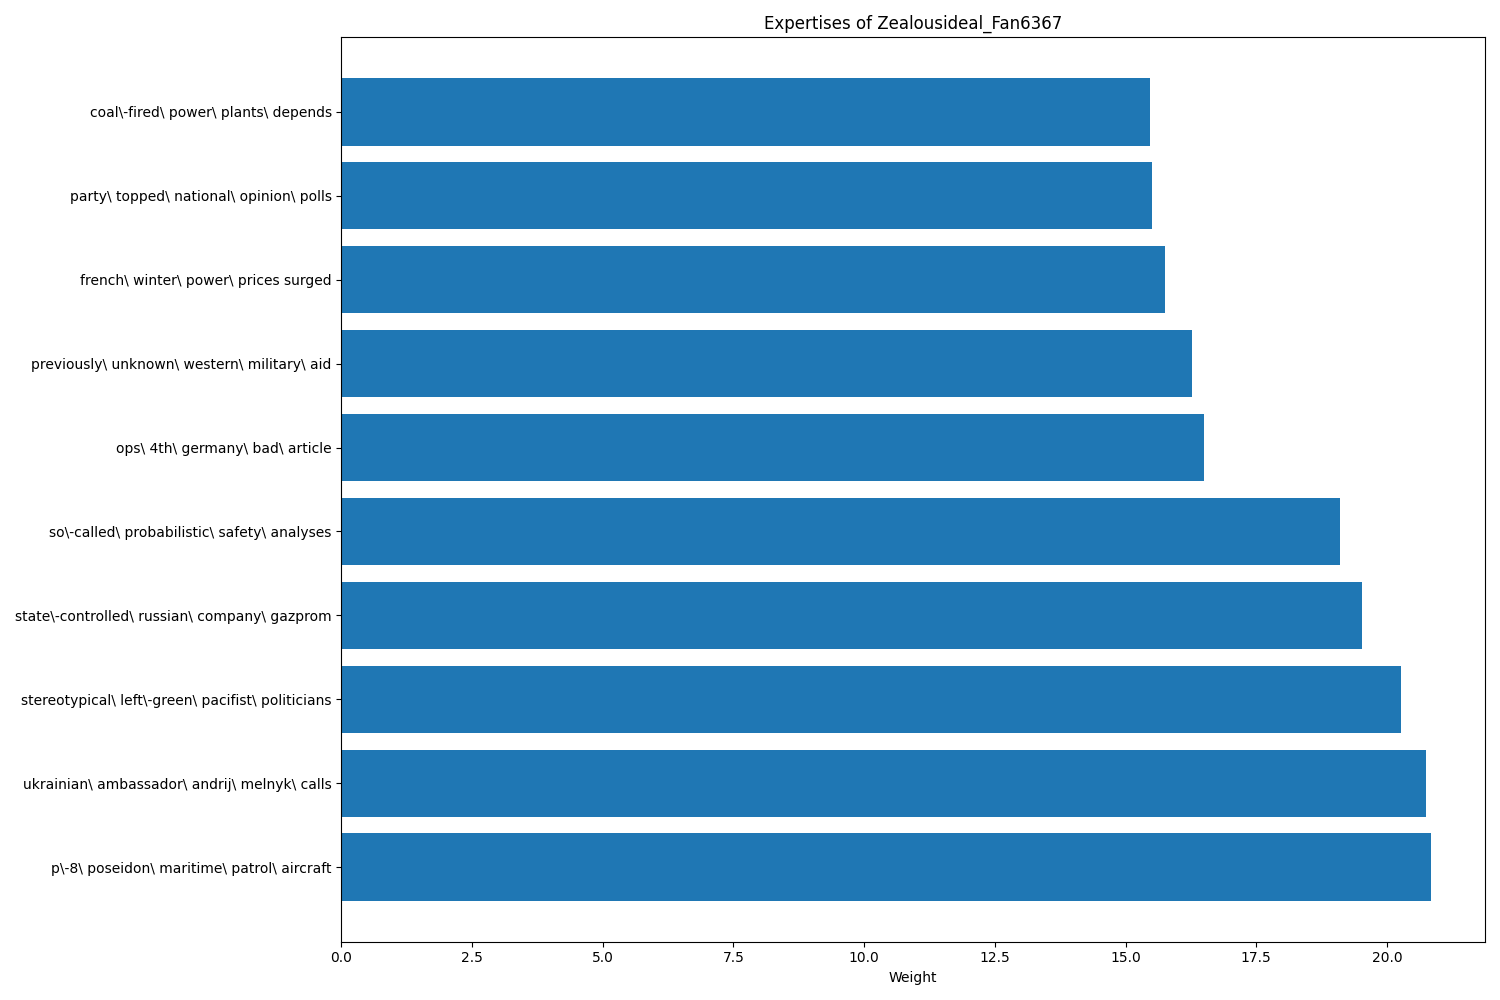 Expertises of Zealousideal_Fan6367
coal\-fired\ power\ plants\ depends
party\ topped\ national\ opinion\ polls
french\ winter\ power\ prices surged
previously\ unknown\ western\ military\ aid
ops\ 4th\ germany\ bad\ article
so\-called\ probabilistic\ safety\ analyses
state\-controlled\ russian\ company\ gazprom
stereotypical\ left\-green\ pacifist\ politicians
ukrainian\ ambassador\ andrij\ melnyk\ calls
p\-8\ poseidon\ maritime\ patrol\ aircraft
0.0 2.5 5.0 7.5 10.0 12.5 15.0 17.5 20.0
Weight